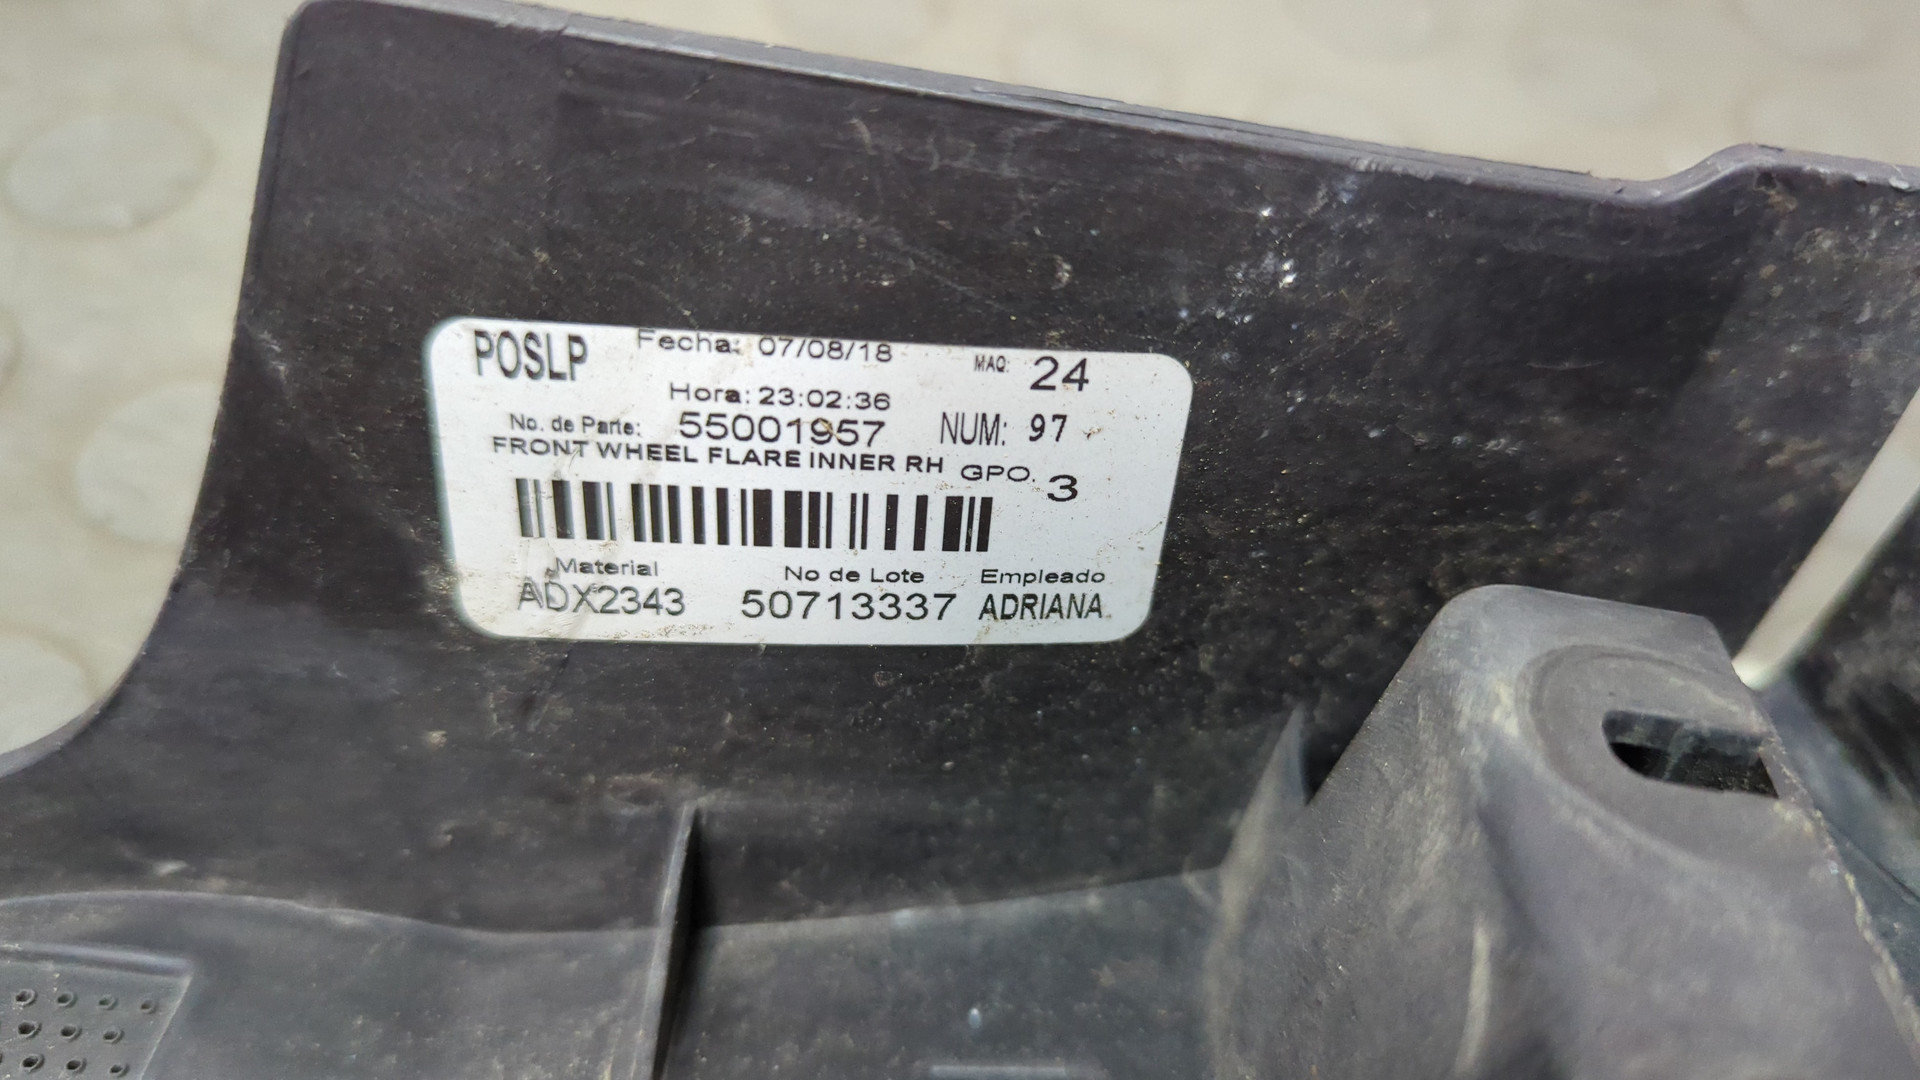 POSLP Fecha: 07/08/18 MAQ: 24
Hora: 23:02:36
No. de Parte: 55001957 NUM: 97
FRONT WHEEL FLARE INNER RH GPO. 3
Material No de Lote Empleado
ADX2343 50713337 ADRIANA